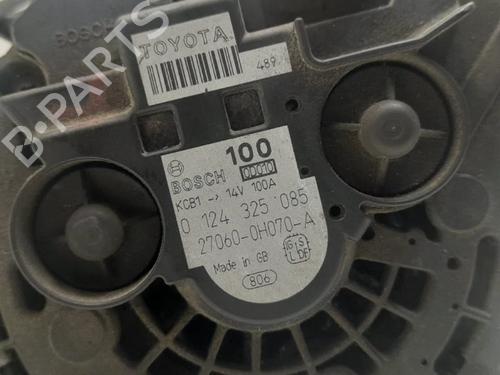 BOSCH
TOYOTA
489
B-PARTS
100
BOSCH 0D010
KCB1 -> 14V 100A
0 124 325 085
27060-0H070-A
Made in GB
806